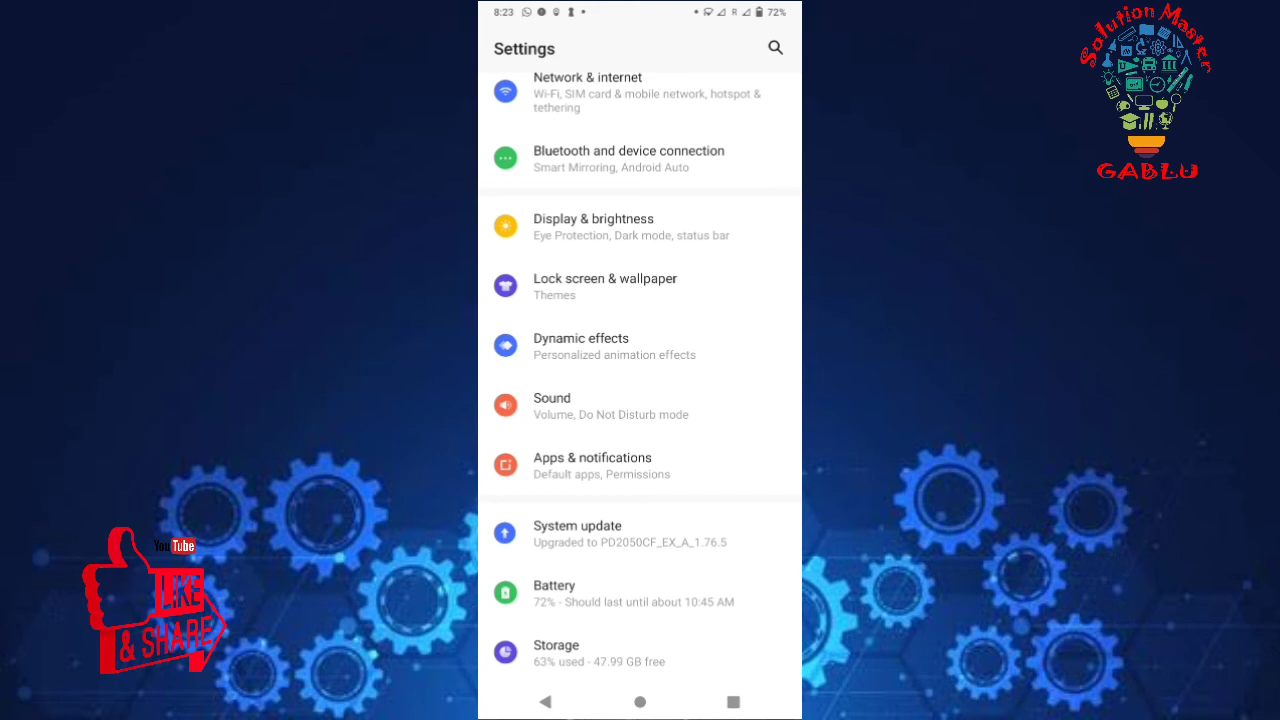 8:23
R
72%
Settings
Network & internet
Wi-Fi, SIM card & mobile network, hotspot &
tethering
Bluetooth and device connection
Smart Mirroring, Android Auto
Display & brightness
Eye Protection, Dark mode, status bar
Lock screen & wallpaper
Themes
Dynamic effects
Personalized animation effects
Sound
Volume, Do Not Disturb mode
Apps & notifications
Default apps, Permissions
System update
Upgraded to PD2050CF_EX_A_1.76.5
Battery
72% - Should last until about 10:45 AM
Storage
63% used - 47.99 GB free
Solution Master
GABLU
YouTube
LIKE
& SHARE